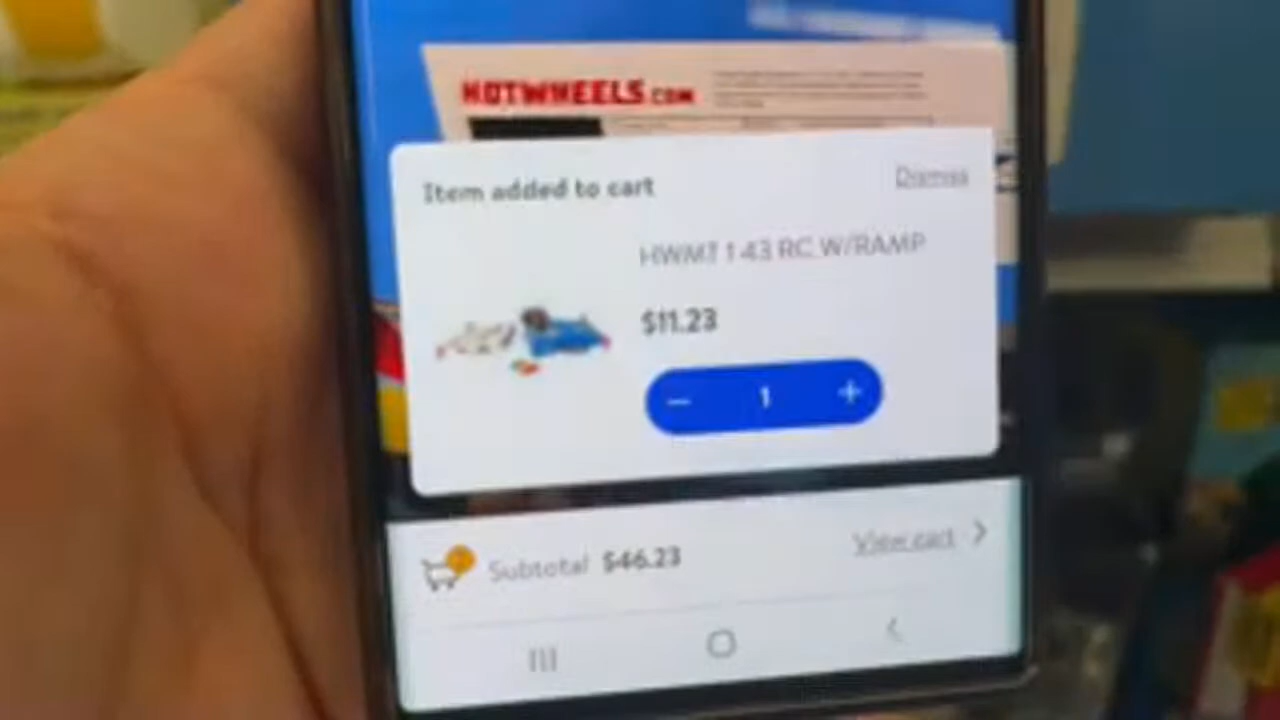 HOTWHEELS.COM
Item added to cart
Dismiss
HWMT 1:43 RC W/RAMP
$11.23
− 1 +
Subtotal $46.23
View cart >